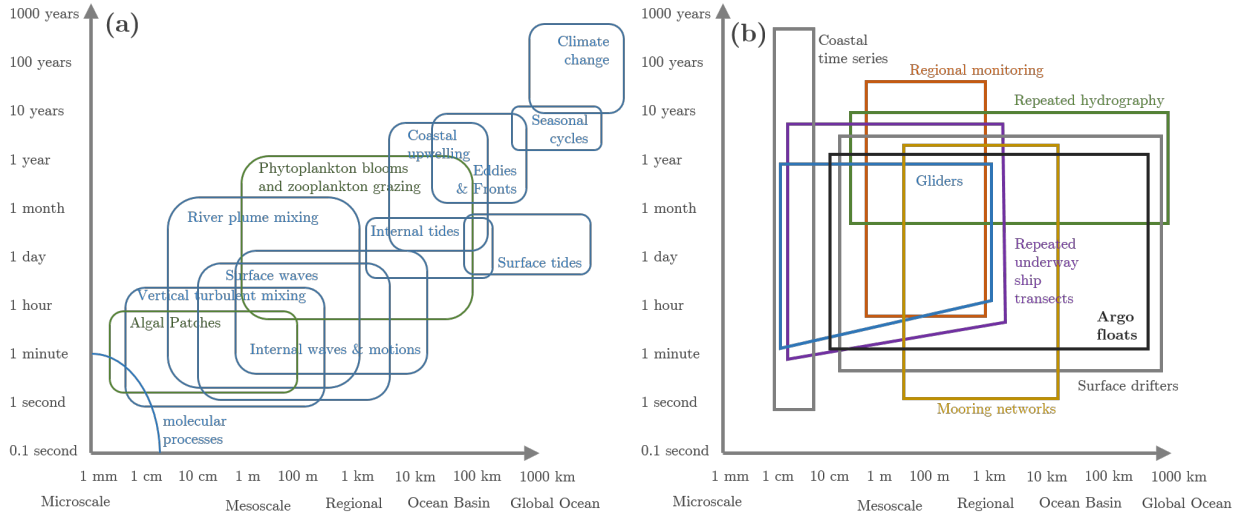 (a)
1000 years
100 years
10 years
1 year
1 month
1 day
1 hour
1 minute
1 second
0.1 second
Climate
change
Seasonal
cycles
Coastal
upwelling
Eddies
& Fronts
Phytoplankton blooms
and zooplankton grazing
River plume mixing
Internal tides
Surface tides
Surface waves
Vertical turbulent mixing
Algal Patches
Internal waves & motions
molecular
processes
1 mm
1 cm
10 cm
1 m
100 m
1 km
10 km
100 km
1000 km
Microscale
Mesoscale
Regional
Ocean Basin
Global Ocean
(b)
1000 years
100 years
10 years
1 year
1 month
1 day
1 hour
1 minute
1 second
0.1 second
Coastal
time series
Regional monitoring
Repeated hydrography
Gliders
Repeated
underway
ship
transects
Argo
floats
Surface drifters
Mooring networks
1 mm
1 cm
10 cm
1 m
100 m
1 km
10 km
100 km
1000 km
Microscale
Mesoscale
Regional
Ocean Basin
Global Ocean